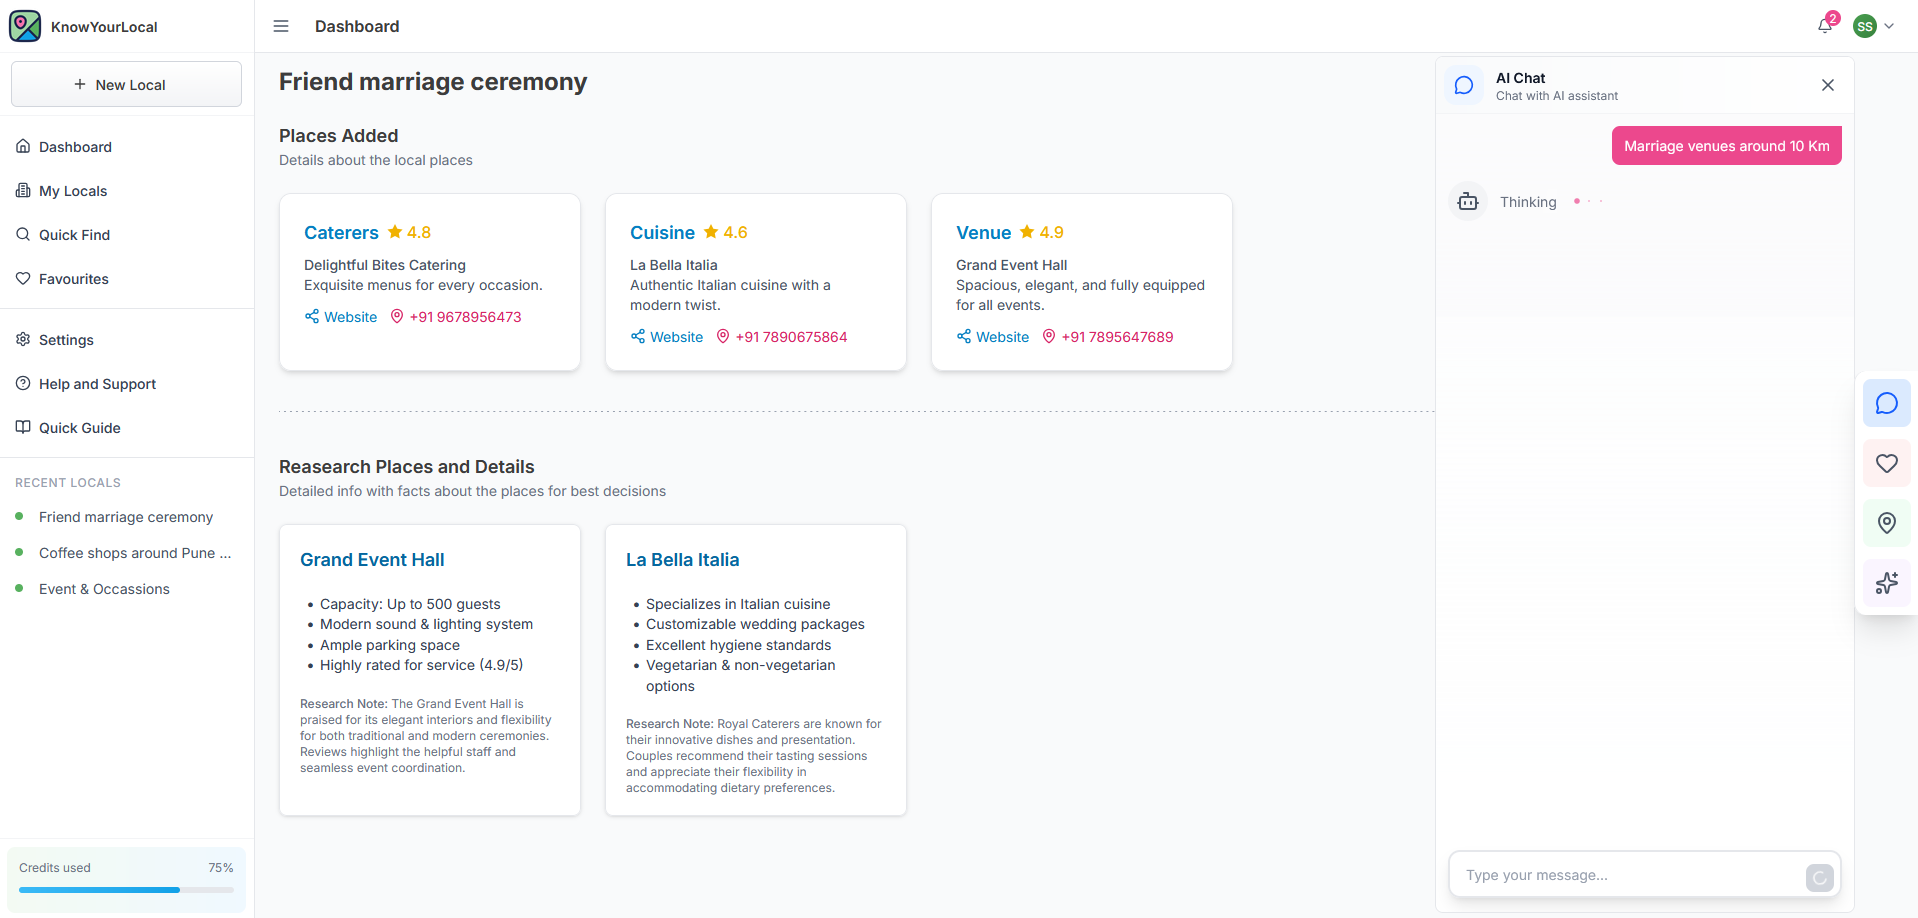 KnowYourLocal
New Local
Dashboard
My Locals
Quick Find
Favourites
Settings
Help and Support
Quick Guide
RECENT LOCALS
Friend marriage ceremony
Coffee shops around Pune ...
Event & Occassions
Credits used 75%
Dashboard
2
SS
Friend marriage ceremony
Places Added
Details about the local places
Caterers 4.8
Delightful Bites Catering
Exquisite menus for every occasion.
Website +91 9678956473
Cuisine 4.6
La Bella Italia
Authentic Italian cuisine with a
modern twist.
Website +91 7890675864
Venue 4.9
Grand Event Hall
Spacious, elegant, and fully equipped
for all events.
Website +91 7895647689
Reasearch Places and Details
Detailed info with facts about the places for best decisions
Grand Event Hall
• Capacity: Up to 500 guests
• Modern sound & lighting system
• Ample parking space
• Highly rated for service (4.9/5)
Research Note: The Grand Event Hall is
praised for its elegant interiors and flexibility
for both traditional and modern ceremonies.
Reviews highlight the helpful staff and
seamless event coordination.
La Bella Italia
• Specializes in Italian cuisine
• Customizable wedding packages
• Excellent hygiene standards
• Vegetarian & non-vegetarian
options
Research Note: Royal Caterers are known for
their innovative dishes and presentation.
Couples recommend their tasting sessions
and appreciate their flexibility in
accommodating dietary preferences.
AI Chat
Chat with AI assistant
Marriage venues around 10 Km
Thinking
Type your message...